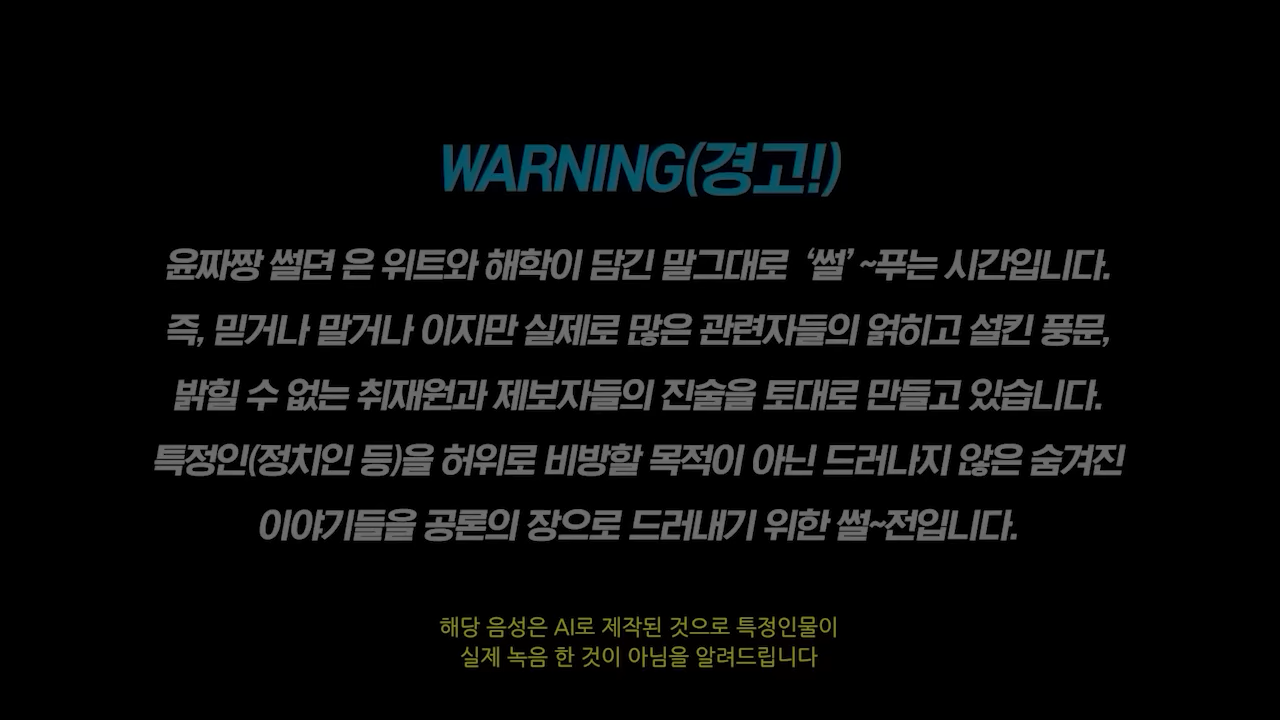 WARNING(경고!)
윤짜짱 썰뎐 은 위트와 해학이 담긴 말그대로 ‘썰’ ~푸는 시간입니다.
즉, 믿거나 말거나 이지만 실제로 많은 관련자들의 얽히고 설킨 풍문,
밝힐 수 없는 취재원과 제보자들의 진술을 토대로 만들고 있습니다.
특정인(정치인 등)을 허위로 비방할 목적이 아닌 드러나지 않은 숨겨진
이야기들을 공론의 장으로 드러내기 위한 썰~전입니다.
해당 음성은 AI로 제작된 것으로 특정인물이
실제 녹음 한 것이 아님을 알려드립니다